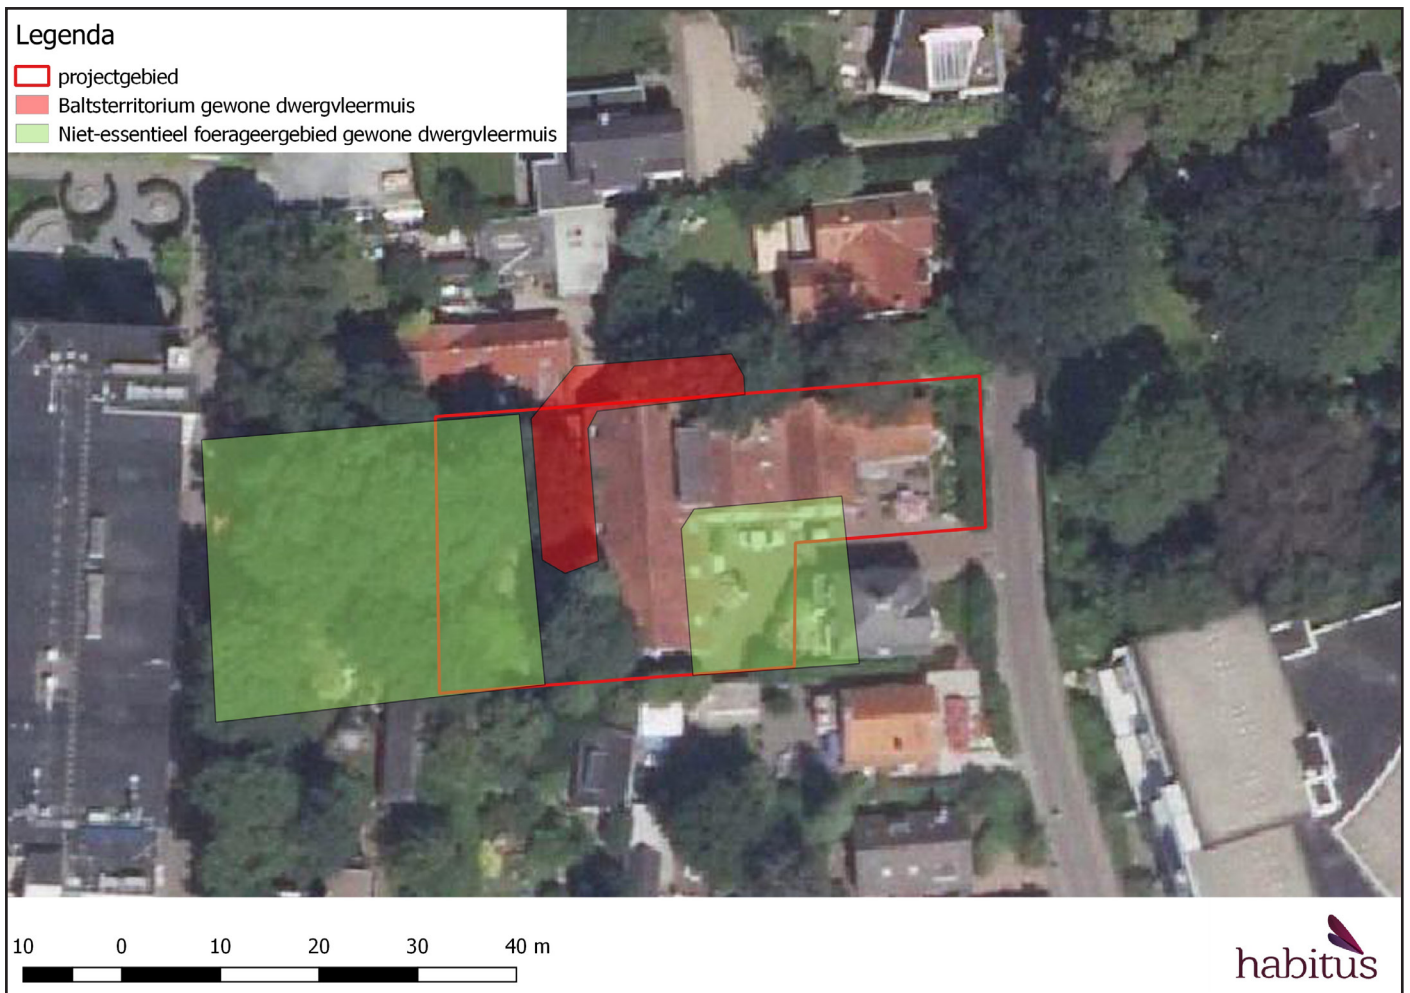 Legenda
projectgebied
Baltsterritorium gewone dwergvleermuis
Niet-essentieel foerageergebied gewone dwergvleermuis
10 0 10 20 30 40 m
habitus